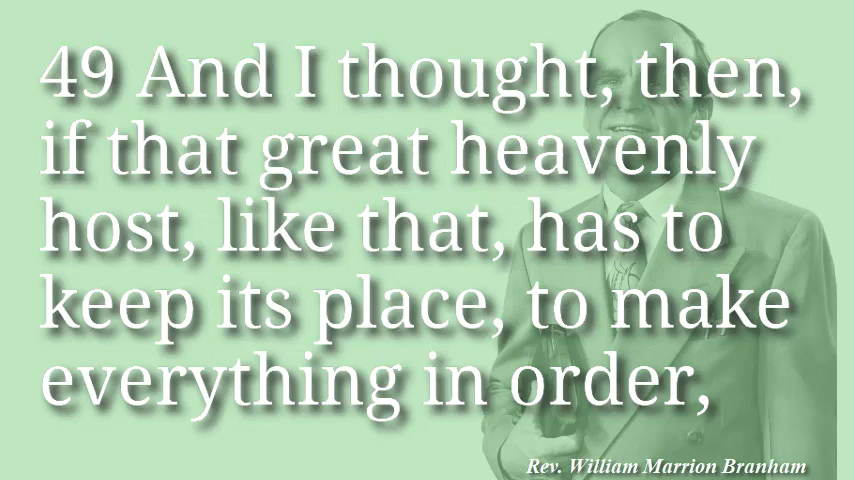 49 And I thought, then,
if that great heavenly
host, like that, has to
keep its place, to make
everything in order,
Rev. William Marrion Branham